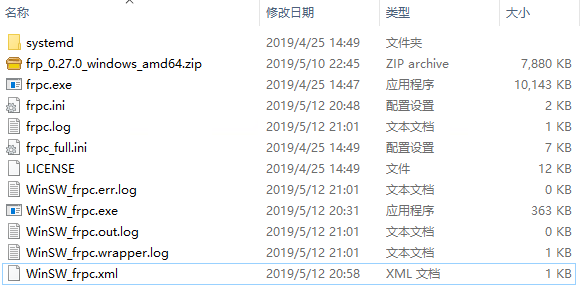 名称 修改日期 类型 大小
systemd 2019/4/25 14:49 文件夹
frp_0.27.0_windows_amd64.zip 2019/5/10 22:45 ZIP archive 7,880 KB
frpc.exe 2019/4/25 14:47 应用程序 10,143 KB
frpc.ini 2019/5/12 20:48 配置设置 2 KB
frpc.log 2019/5/12 21:01 文本文档 1 KB
frpc_full.ini 2019/4/25 14:49 配置设置 7 KB
LICENSE 2019/4/25 14:49 文件 12 KB
WinSW_frpc.err.log 2019/5/12 21:01 文本文档 0 KB
WinSW_frpc.exe 2019/5/12 20:31 应用程序 363 KB
WinSW_frpc.out.log 2019/5/12 21:01 文本文档 0 KB
WinSW_frpc.wrapper.log 2019/5/12 21:01 文本文档 1 KB
WinSW_frpc.xml 2019/5/12 20:58 XML 文档 1 KB